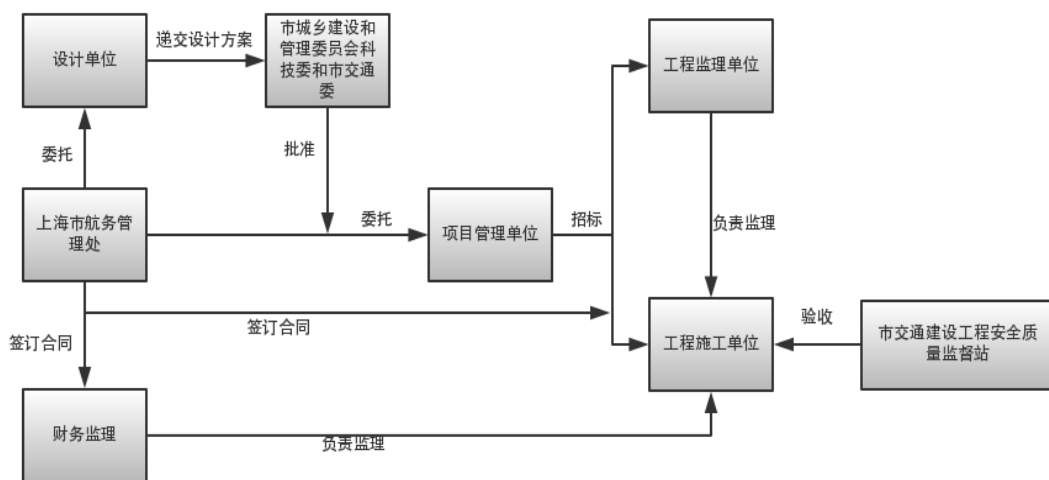 设计单位
递交设计方案
市城乡建设和
管理委员会科
技委和市交通
委
工程监理单位
委托
批准
上海市航务管
理处
委托
项目管理单位
招标
负责监理
签订合同
签订合同
工程施工单位
验收
市交通建设工程安全质
量监督站
财务监理
负责监理